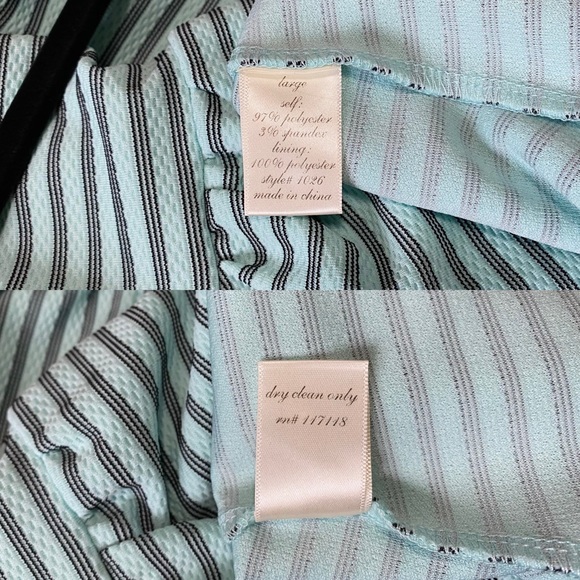 large
self:
97% polyester
3% spandex
lining:
100% polyester
style# 1026
made in china
dry clean only
rn# 117118